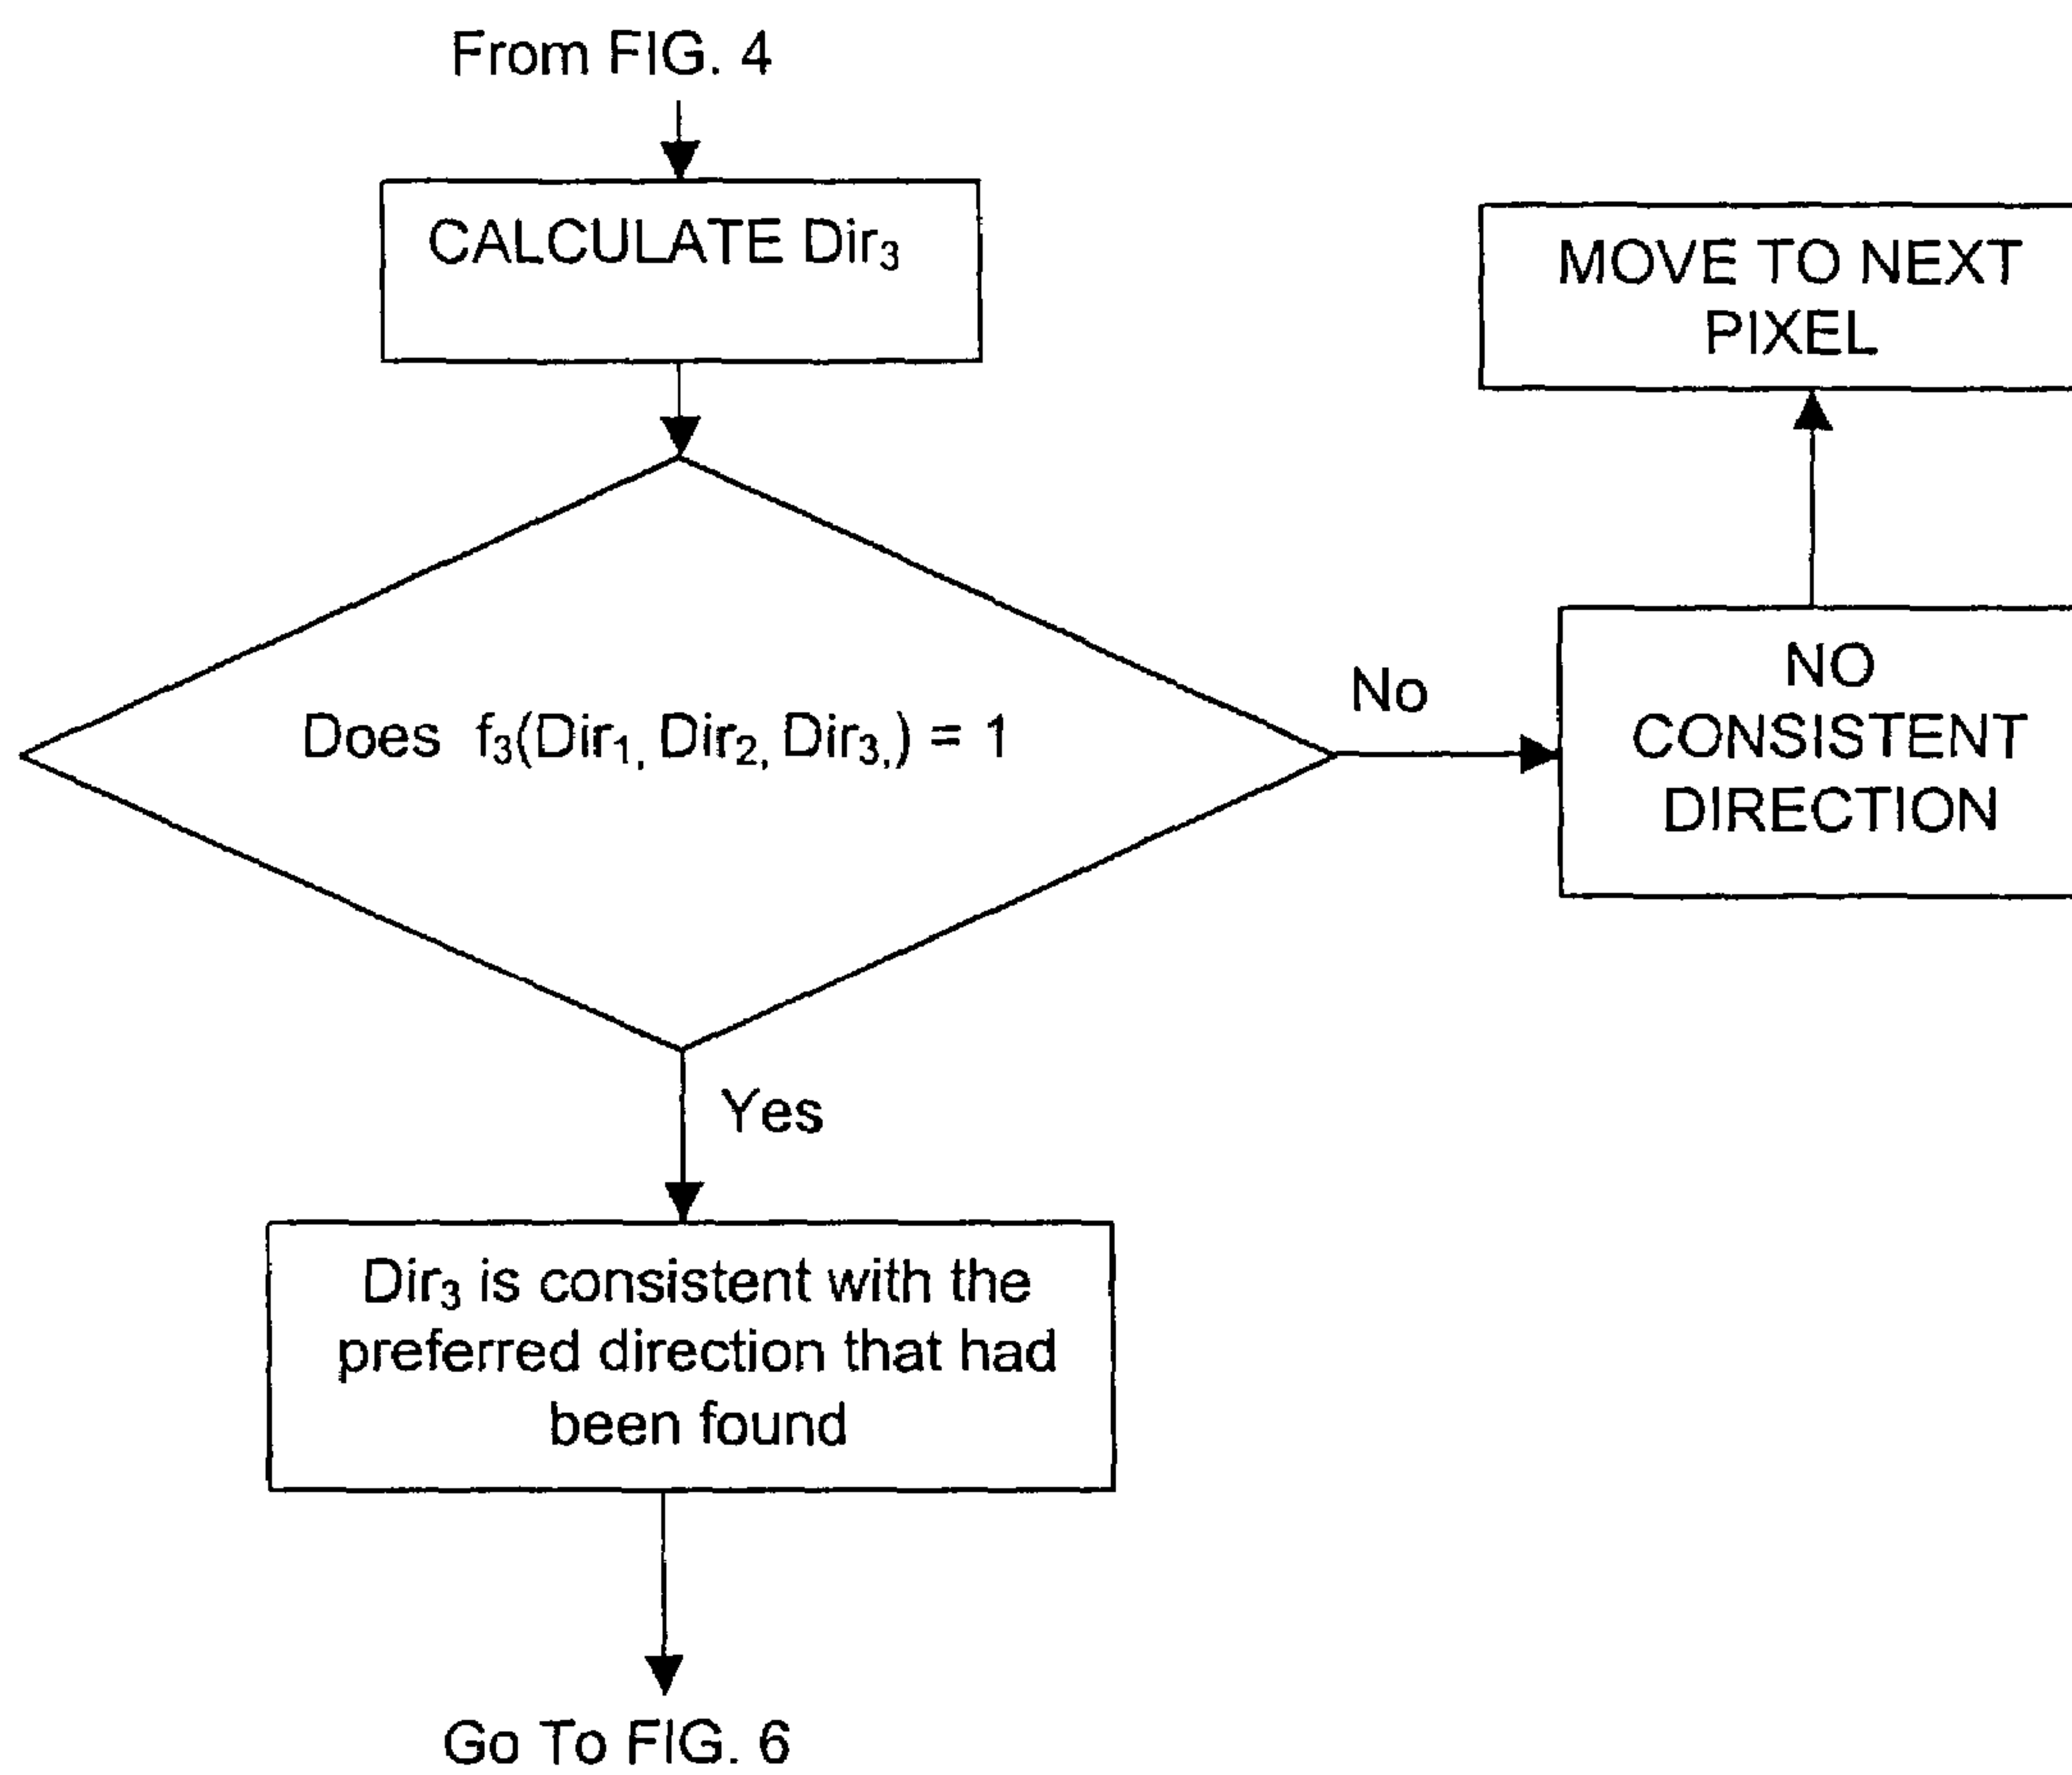 From FIG. 4
CALCULATE Dir₃
MOVE TO NEXT
PIXEL
Does f₃(Dir₁, Dir₂, Dir₃,) = 1
No
NO
CONSISTENT
DIRECTION
Yes
Dir₃ is consistent with the
preferred direction that had
been found
Go To FIG. 6